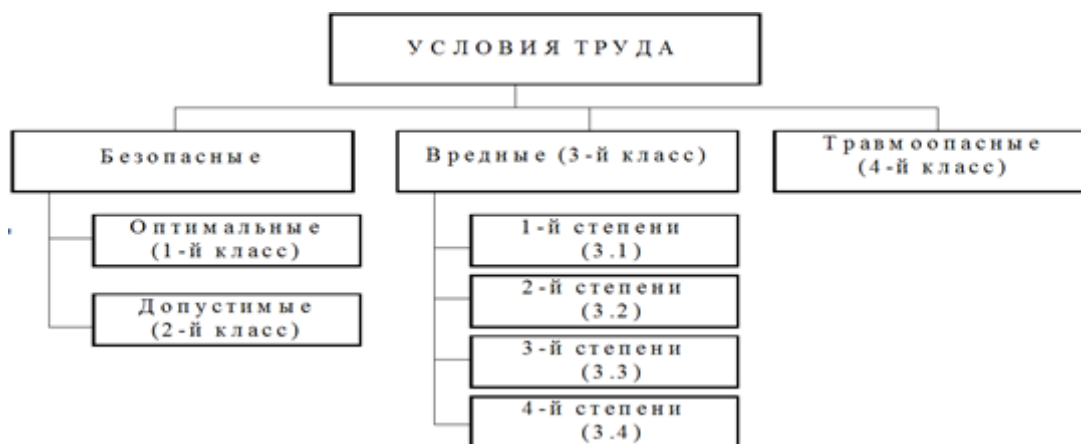 УСЛОВИЯ ТРУДА
Безопасные
Вредные (3-й класс)
Травмоопасные
(4-й класс)
Оптимальные
(1-й класс)
Допустимые
(2-й класс)
1-й степени
(3.1)
2-й степени
(3.2)
3-й степени
(3.3)
4-й степени
(3.4)